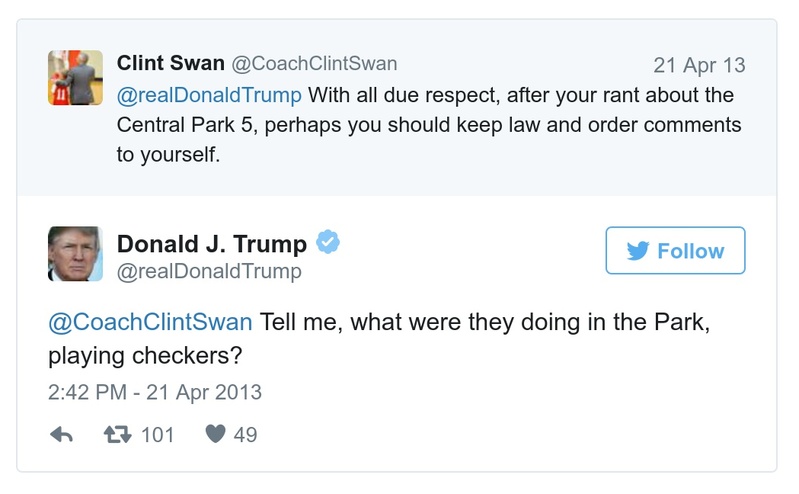 Clint Swan @CoachClintSwan 21 Apr 13
@realDonaldTrump With all due respect, after your rant about the
Central Park 5, perhaps you should keep law and order comments
to yourself.
Donald J. Trump
@realDonaldTrump
Follow
@CoachClintSwan Tell me, what were they doing in the Park,
playing checkers?
2:42 PM - 21 Apr 2013
101 49